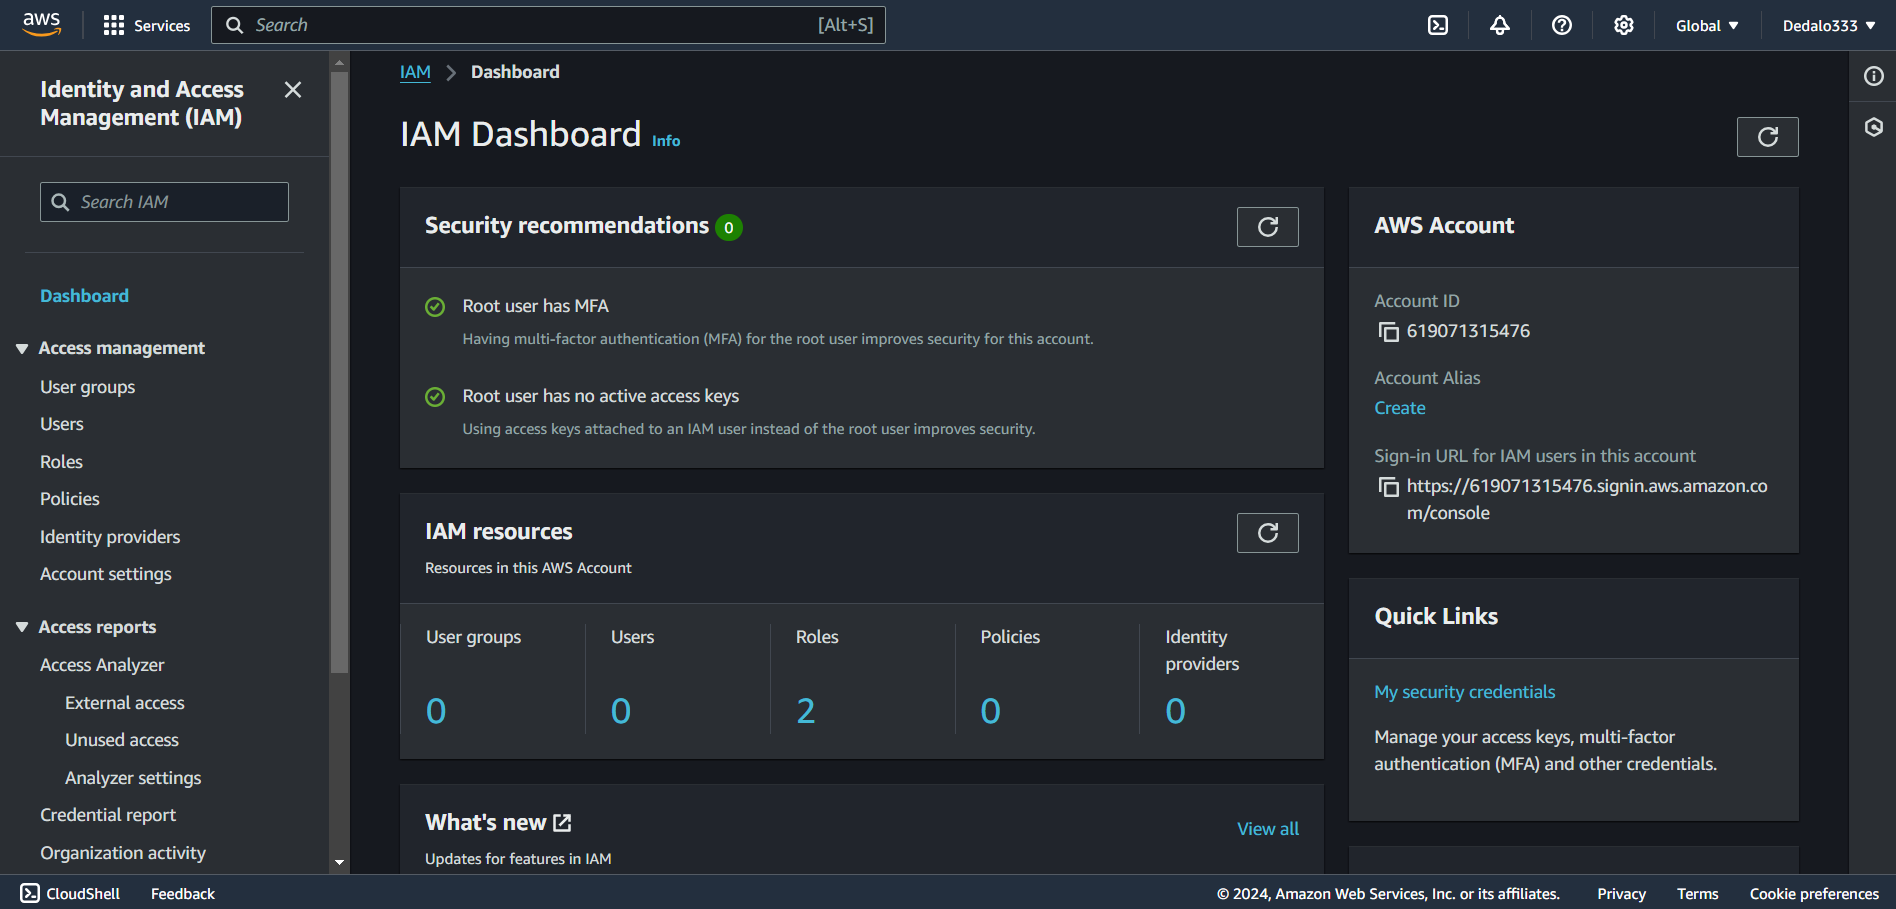 aws
Services
Search
[Alt+S]
Global
Dedalo333
Identity and Access
Management (IAM)
Search IAM
Dashboard
Access management
User groups
Users
Roles
Policies
Identity providers
Account settings
Access reports
Access Analyzer
External access
Unused access
Analyzer settings
Credential report
Organization activity
IAM
Dashboard
IAM Dashboard Info
Security recommendations 0
Root user has MFA
Having multi-factor authentication (MFA) for the root user improves security for this account.
Root user has no active access keys
Using access keys attached to an IAM user instead of the root user improves security.
IAM resources
Resources in this AWS Account
User groups
0
Users
0
Roles
2
Policies
0
Identity
providers
0
What's new
View all
Updates for features in IAM
AWS Account
Account ID
619071315476
Account Alias
Create
Sign-in URL for IAM users in this account
https://619071315476.signin.aws.amazon.co
m/console
Quick Links
My security credentials
Manage your access keys, multi-factor
authentication (MFA) and other credentials.
CloudShell
Feedback
© 2024, Amazon Web Services, Inc. or its affiliates.
Privacy
Terms
Cookie preferences